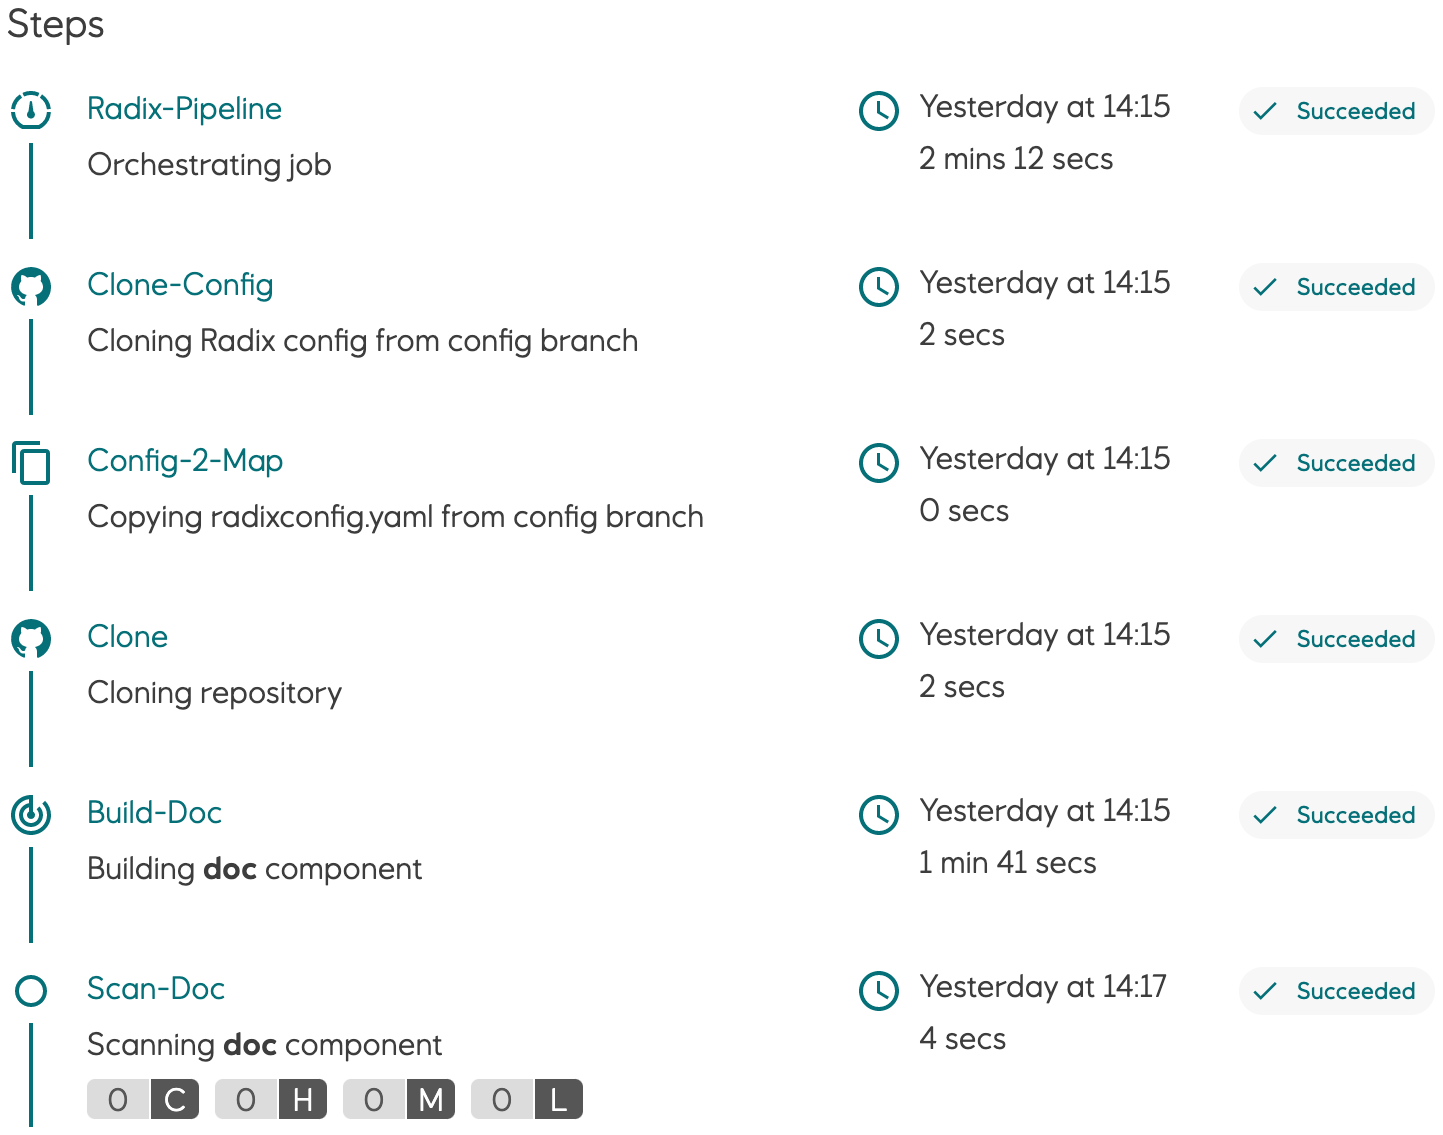 Steps
Radix-Pipeline
Yesterday at 14:15
Succeeded
Orchestrating job
2 mins 12 secs
Clone-Config
Yesterday at 14:15
Succeeded
Cloning Radix config from config branch
2 secs
Config-2-Map
Yesterday at 14:15
Succeeded
Copying radixconfig.yaml from config branch
0 secs
Clone
Yesterday at 14:15
Succeeded
Cloning repository
2 secs
Build-Doc
Yesterday at 14:15
Succeeded
Building doc component
1 min 41 secs
Scan-Doc
Yesterday at 14:17
Succeeded
Scanning doc component
4 secs
0 C 0 H 0 M 0 L